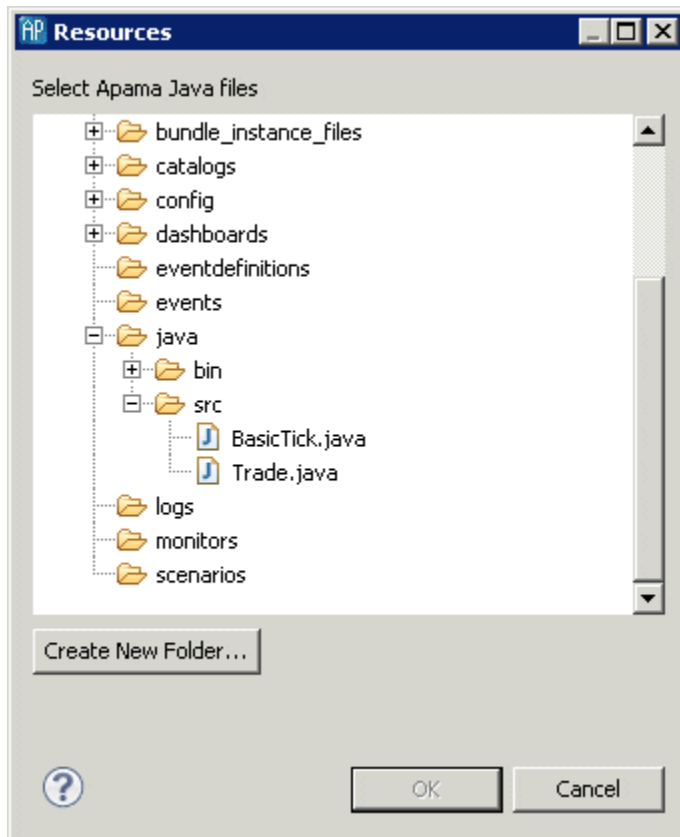 AP Resources
Select Apama Java files
bundle_instance_files
catalogs
config
dashboards
eventdefinitions
events
java
bin
src
J BasicTick.java
J Trade.java
logs
monitors
scenarios
Create New Folder...
? OK Cancel